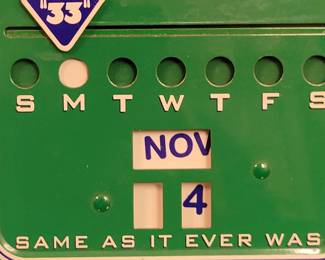 "33"
S M T W T F S
NOV
4
SAME AS IT EVER WAS